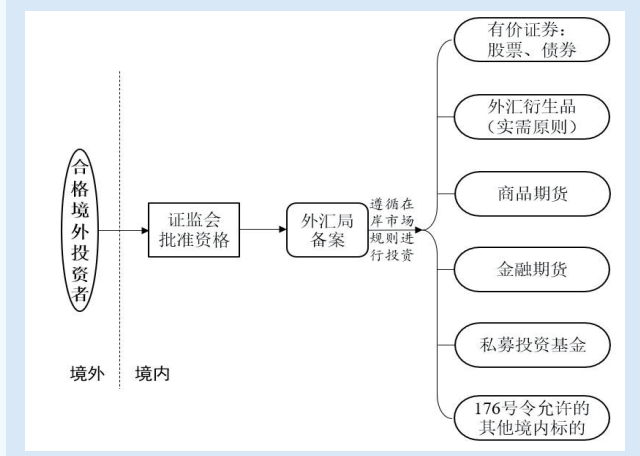 合格境外投资者
境外
境内
证监会
批准资格
外汇局
备案
遵循在
岸市场
规则进
行投资
有价证券：
股票、债券
外汇衍生品
（实需原则）
商品期货
金融期货
私募投资基金
176号令允许的
其他境内标的